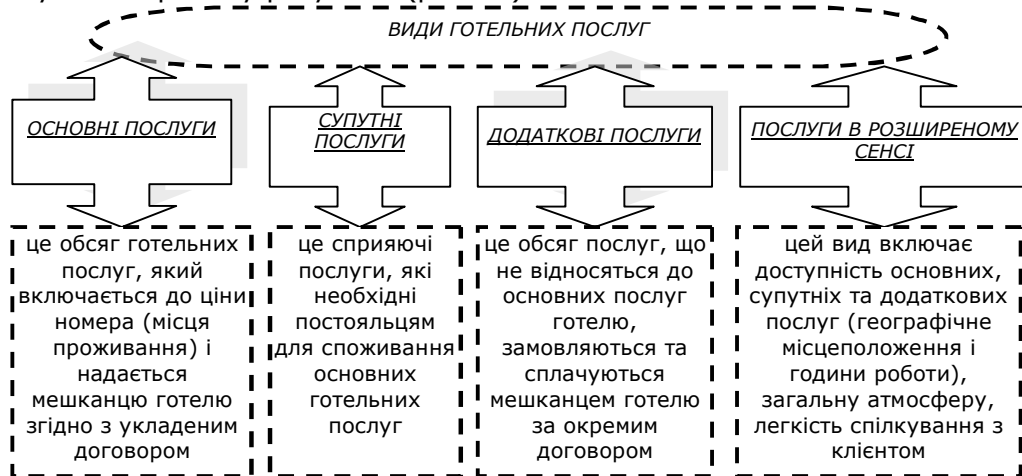 ВИДИ ГОТЕЛЬНИХ ПОСЛУГ
ОСНОВНІ ПОСЛУГИ
СУПУТНІ
ПОСЛУГИ
ДОДАТКОВІ ПОСЛУГИ
ПОСЛУГИ В РОЗШИРЕНОМУ
СЕНСІ
це обсяг готельних
послуг, який
включається до ціни
номера (місця
проживання) і
надається
мешканцю готелю
згідно з укладеним
договором
це сприяючі
послуги, які
необхідні
постояльцям
для споживання
основних
готельних
послуг
це обсяг послуг, що
не відносяться до
основних послуг
готелю,
замовляються та
сплачуються
мешканцем готелю
за окремим
договором
цей вид включає
доступність основних,
супутніх та додаткових
послуг (географічне
місцеположення і
години роботи),
загальну атмосферу,
легкість спілкування з
клієнтом